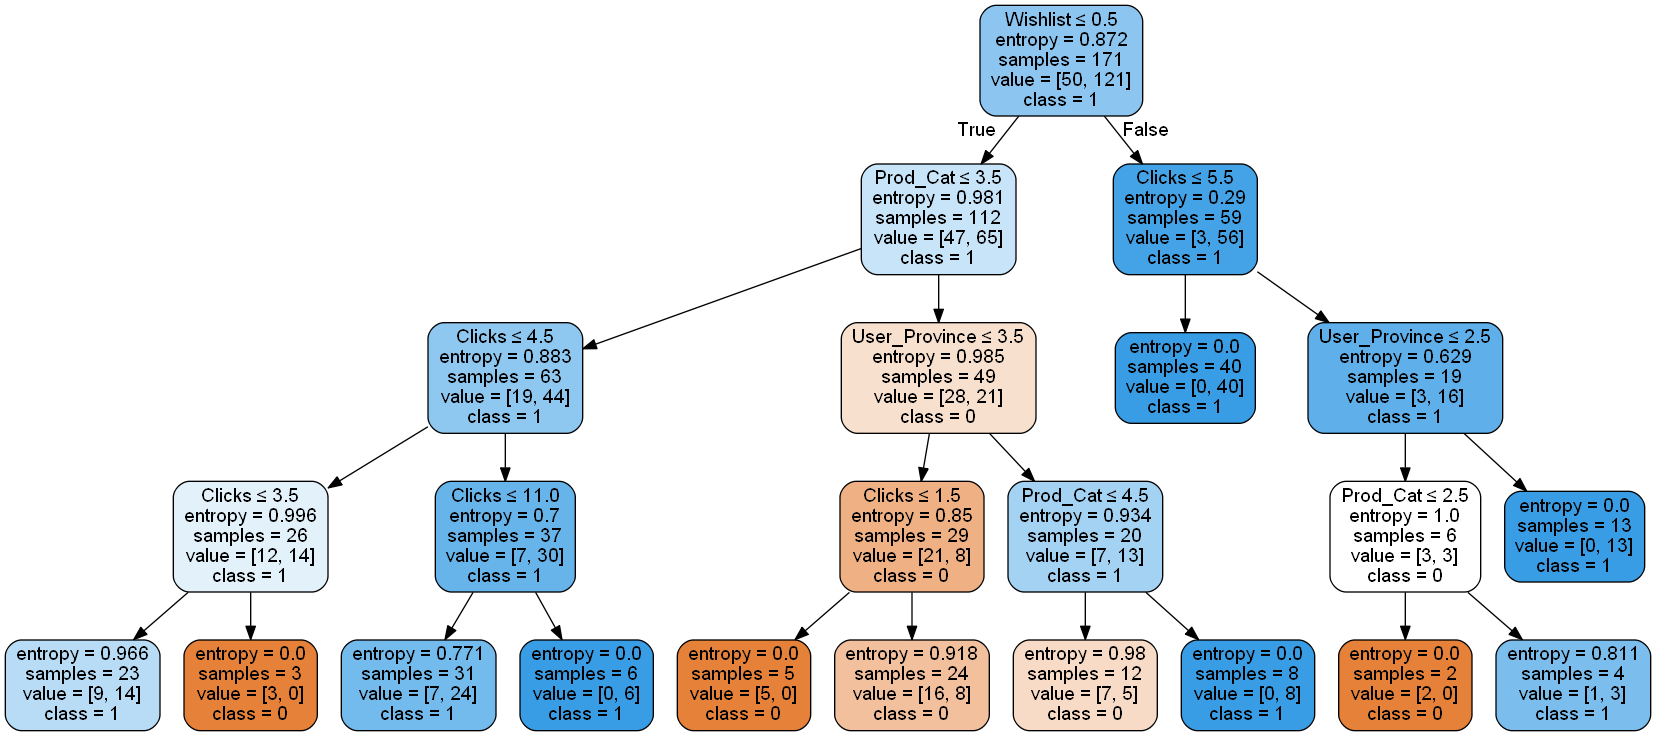 Wishlist ≤ 0.5
entropy = 0.872
samples = 171
value = [50, 121]
class = 1
True
False
Prod_Cat ≤ 3.5
entropy = 0.981
samples = 112
value = [47, 65]
class = 1
Clicks ≤ 5.5
entropy = 0.29
samples = 59
value = [3, 56]
class = 1
Clicks ≤ 4.5
entropy = 0.883
samples = 63
value = [19, 44]
class = 1
User_Province ≤ 3.5
entropy = 0.985
samples = 49
value = [28, 21]
class = 0
entropy = 0.0
samples = 40
value = [0, 40]
class = 1
User_Province ≤ 2.5
entropy = 0.629
samples = 19
value = [3, 16]
class = 1
Clicks ≤ 3.5
entropy = 0.996
samples = 26
value = [12, 14]
class = 1
Clicks ≤ 11.0
entropy = 0.7
samples = 37
value = [7, 30]
class = 1
Clicks ≤ 1.5
entropy = 0.85
samples = 29
value = [21, 8]
class = 0
Prod_Cat ≤ 4.5
entropy = 0.934
samples = 20
value = [7, 13]
class = 1
Prod_Cat ≤ 2.5
entropy = 1.0
samples = 6
value = [3, 3]
class = 0
entropy = 0.0
samples = 13
value = [0, 13]
class = 1
entropy = 0.966
samples = 23
value = [9, 14]
class = 1
entropy = 0.0
samples = 3
value = [3, 0]
class = 0
entropy = 0.771
samples = 31
value = [7, 24]
class = 1
entropy = 0.0
samples = 6
value = [0, 6]
class = 1
entropy = 0.0
samples = 5
value = [5, 0]
class = 0
entropy = 0.918
samples = 24
value = [16, 8]
class = 0
entropy = 0.98
samples = 12
value = [7, 5]
class = 0
entropy = 0.0
samples = 8
value = [0, 8]
class = 1
entropy = 0.0
samples = 2
value = [2, 0]
class = 0
entropy = 0.811
samples = 4
value = [1, 3]
class = 1